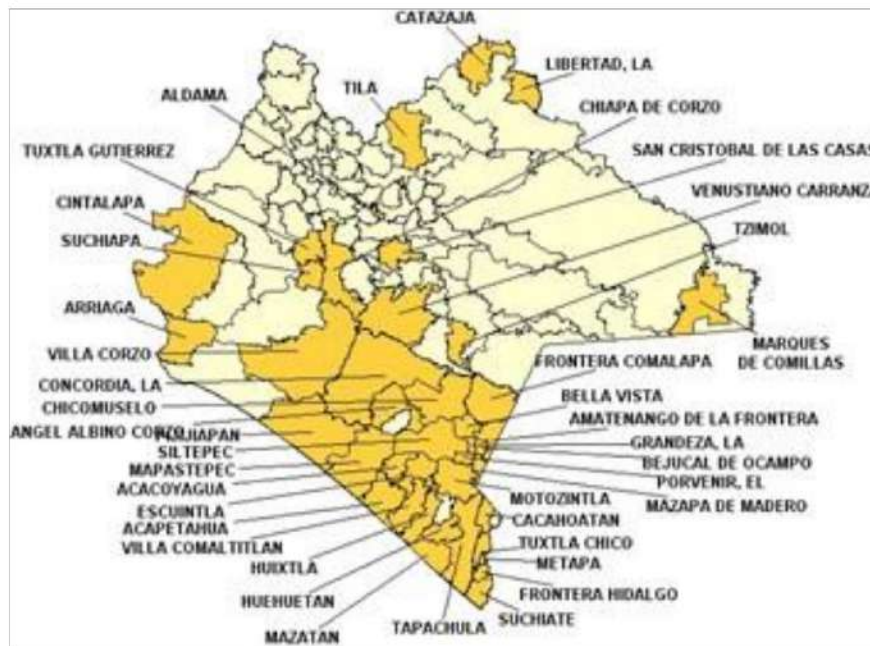 CATAZAJA
LIBERTAD, LA
TILA
ALDAMA
CHIAPA DE CORZO
TUXTLA GUTIERREZ
SAN CRISTOBAL DE LAS CASAS
CINTALAPA
VENUSTIANO CARRANZ
SUCHIAPA
TZIMOL
ARRIAGA
MARQUES
DE COMILLAS
VILLA CORZO
FRONTERA COMALAPA
CONCORDIA, LA
BELLA VISTA
CHICOMUSELO
AMATENANGO DE LA FRONTERA
ANGEL ALBINO CORZO
PIJIJIAPAN
GRANDEZA, LA
SILTEPEC
BEJUCAL DE OCAMPO
MAPASTEPEC
PORVENIR, EL
ACACOYAGUA
MOTOZINTLA
MAZAPA DE MADERO
ESCUINTLA
CACAHOATAN
ACAPETAHUA
VILLA COMALTITLAN
TUXTLA CHICO
HUIXTLA
METAPA
HUEHUETAN
FRONTERA HIDALGO
MAZATAN
TAPACHULA
SUCHIATE